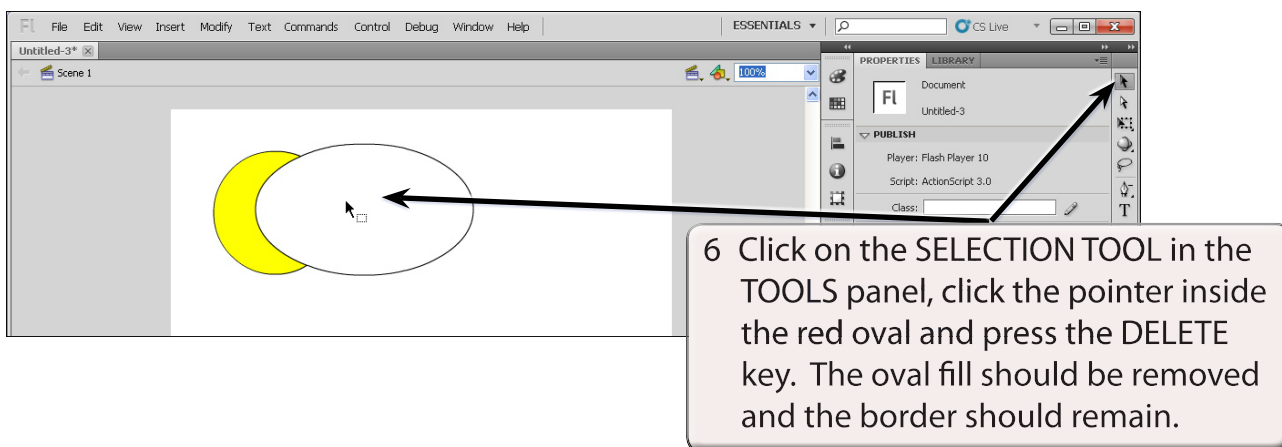 Fl File Edit View Insert Modify Text Commands Control Debug Window Help ESSENTIALS CS Live
Untitled-3*
Scene 1 100%
PROPERTIES LIBRARY
Fl Document
Untitled-3
PUBLISH
Player: Flash Player 10
Script: ActionScript 3.0
Class:
T
6 Click on the SELECTION TOOL in the
TOOLS panel, click the pointer inside
the red oval and press the DELETE
key. The oval fill should be removed
and the border should remain.